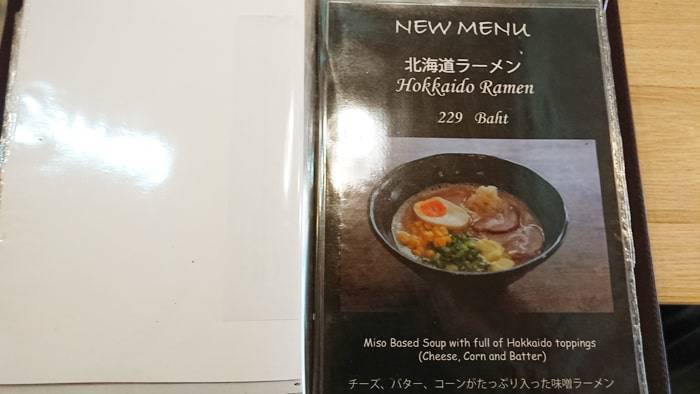 NEW MENU
北海道ラーメン
Hokkaido Ramen
229 Baht
Miso Based Soup with full of Hokkaido toppings
(Cheese, Corn and Batter)
チーズ、バター、コーンがたっぷり入った味噌ラーメン